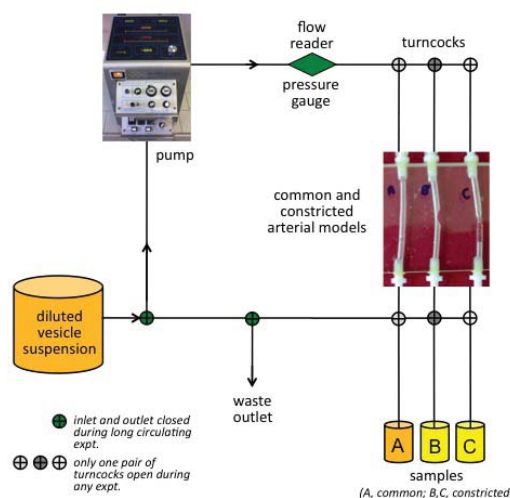 flow
reader
turncocks
pressure
gauge
pump
common and
constricted
arterial models
A
B
C
diluted
vesicle
suspension
waste
outlet
inlet and outlet closed
during long circulating
expt.
only one pair of
turncocks open during
any expt.
A
B
C
samples
(A, common; B,C, constricted